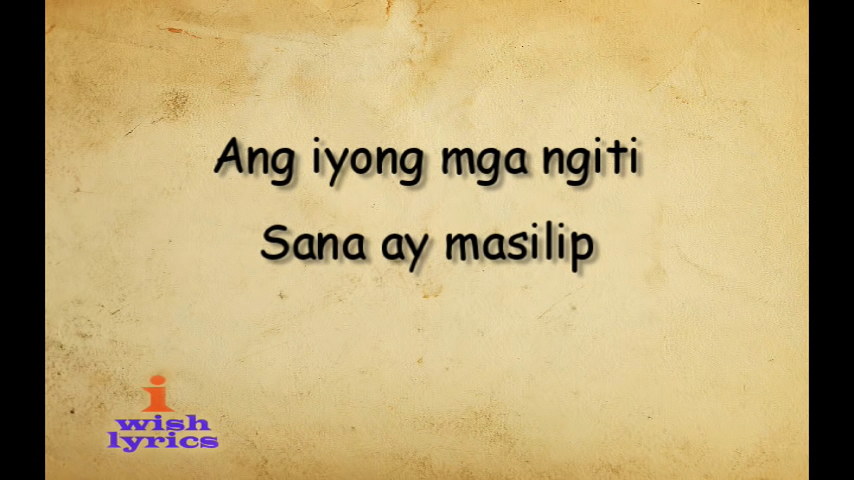 Ang iyong mga ngiti
Sana ay masilip
i
wish
lyrics